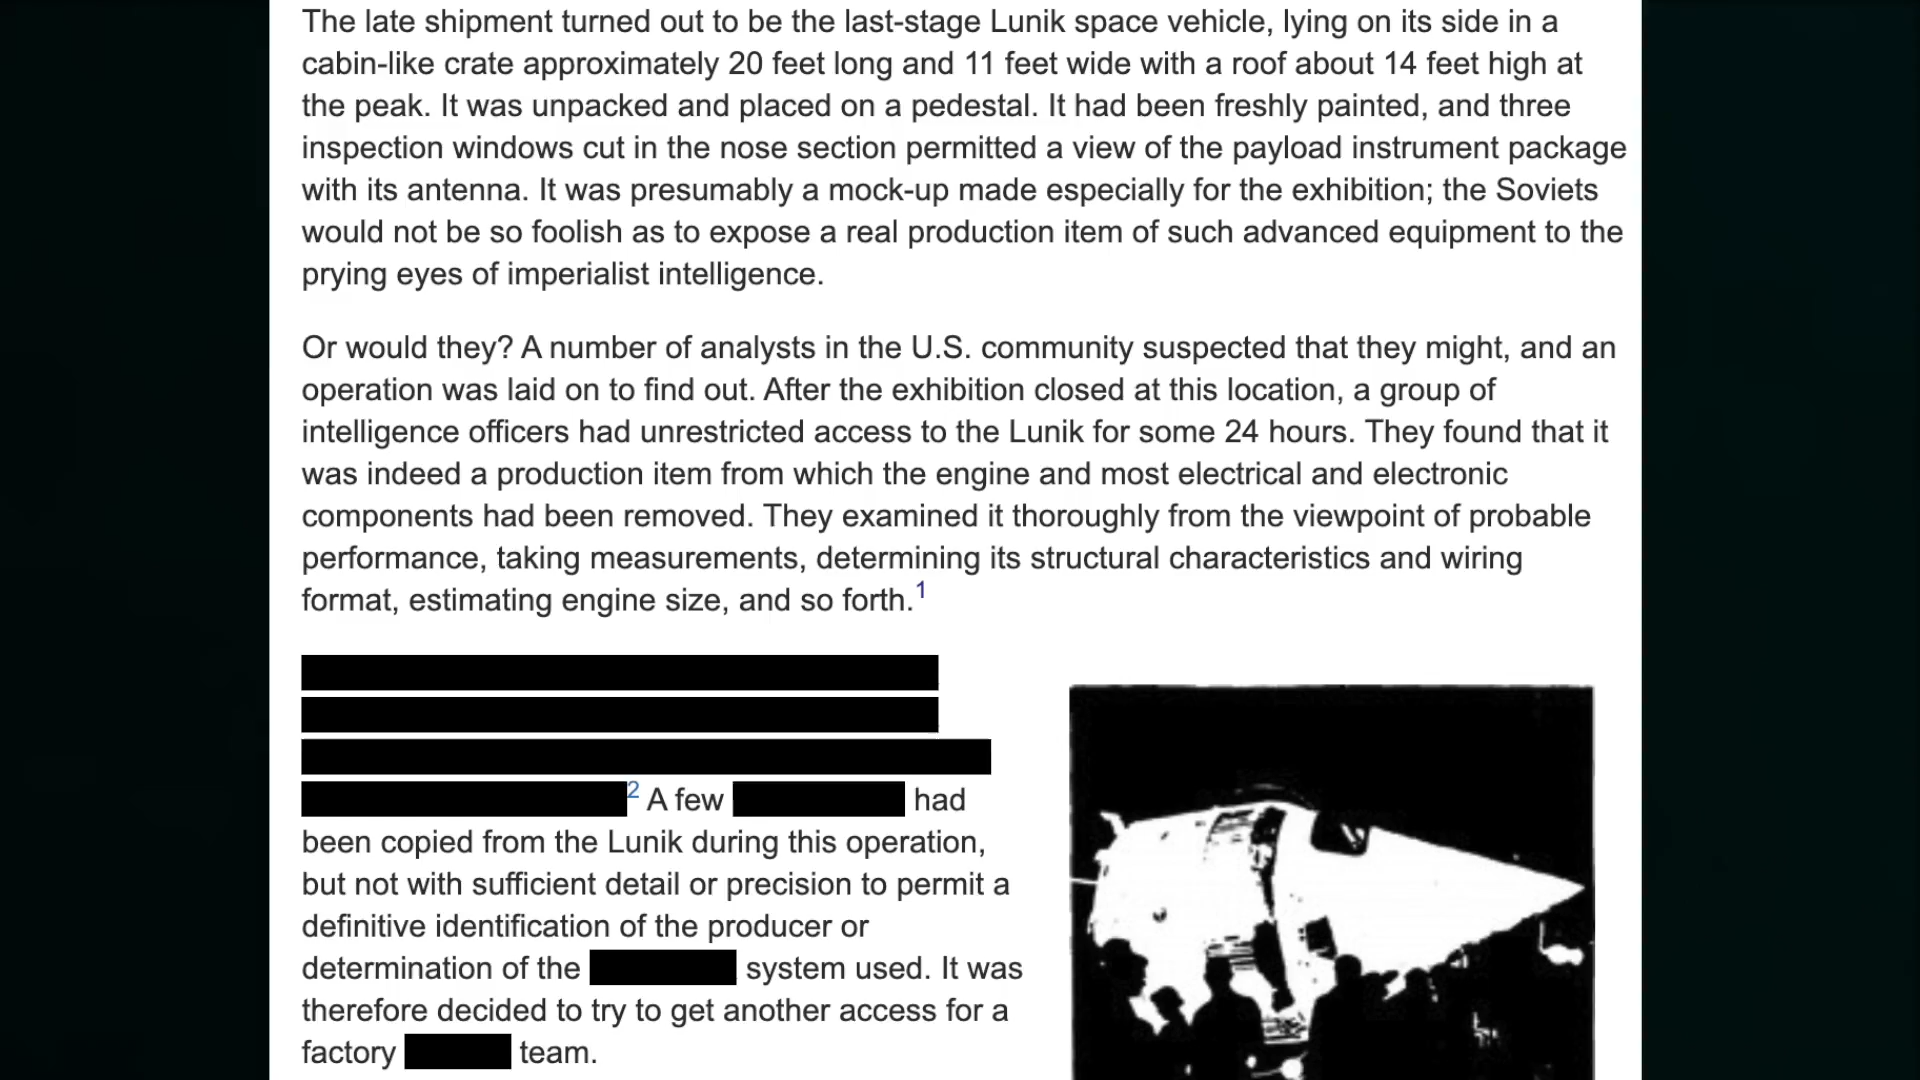 The late shipment turned out to be the last-stage Lunik space vehicle, lying on its side in a
cabin-like crate approximately 20 feet long and 11 feet wide with a roof about 14 feet high at
the peak. It was unpacked and placed on a pedestal. It had been freshly painted, and three
inspection windows cut in the nose section permitted a view of the payload instrument package
with its antenna. It was presumably a mock-up made especially for the exhibition; the Soviets
would not be so foolish as to expose a real production item of such advanced equipment to the
prying eyes of imperialist intelligence.
Or would they? A number of analysts in the U.S. community suspected that they might, and an
operation was laid on to find out. After the exhibition closed at this location, a group of
intelligence officers had unrestricted access to the Lunik for some 24 hours. They found that it
was indeed a production item from which the engine and most electrical and electronic
components had been removed. They examined it thoroughly from the viewpoint of probable
performance, taking measurements, determining its structural characteristics and wiring
format, estimating engine size, and so forth.1
2 A few had
been copied from the Lunik during this operation,
but not with sufficient detail or precision to permit a
definitive identification of the producer or
determination of the system used. It was
therefore decided to try to get another access for a
factory team.